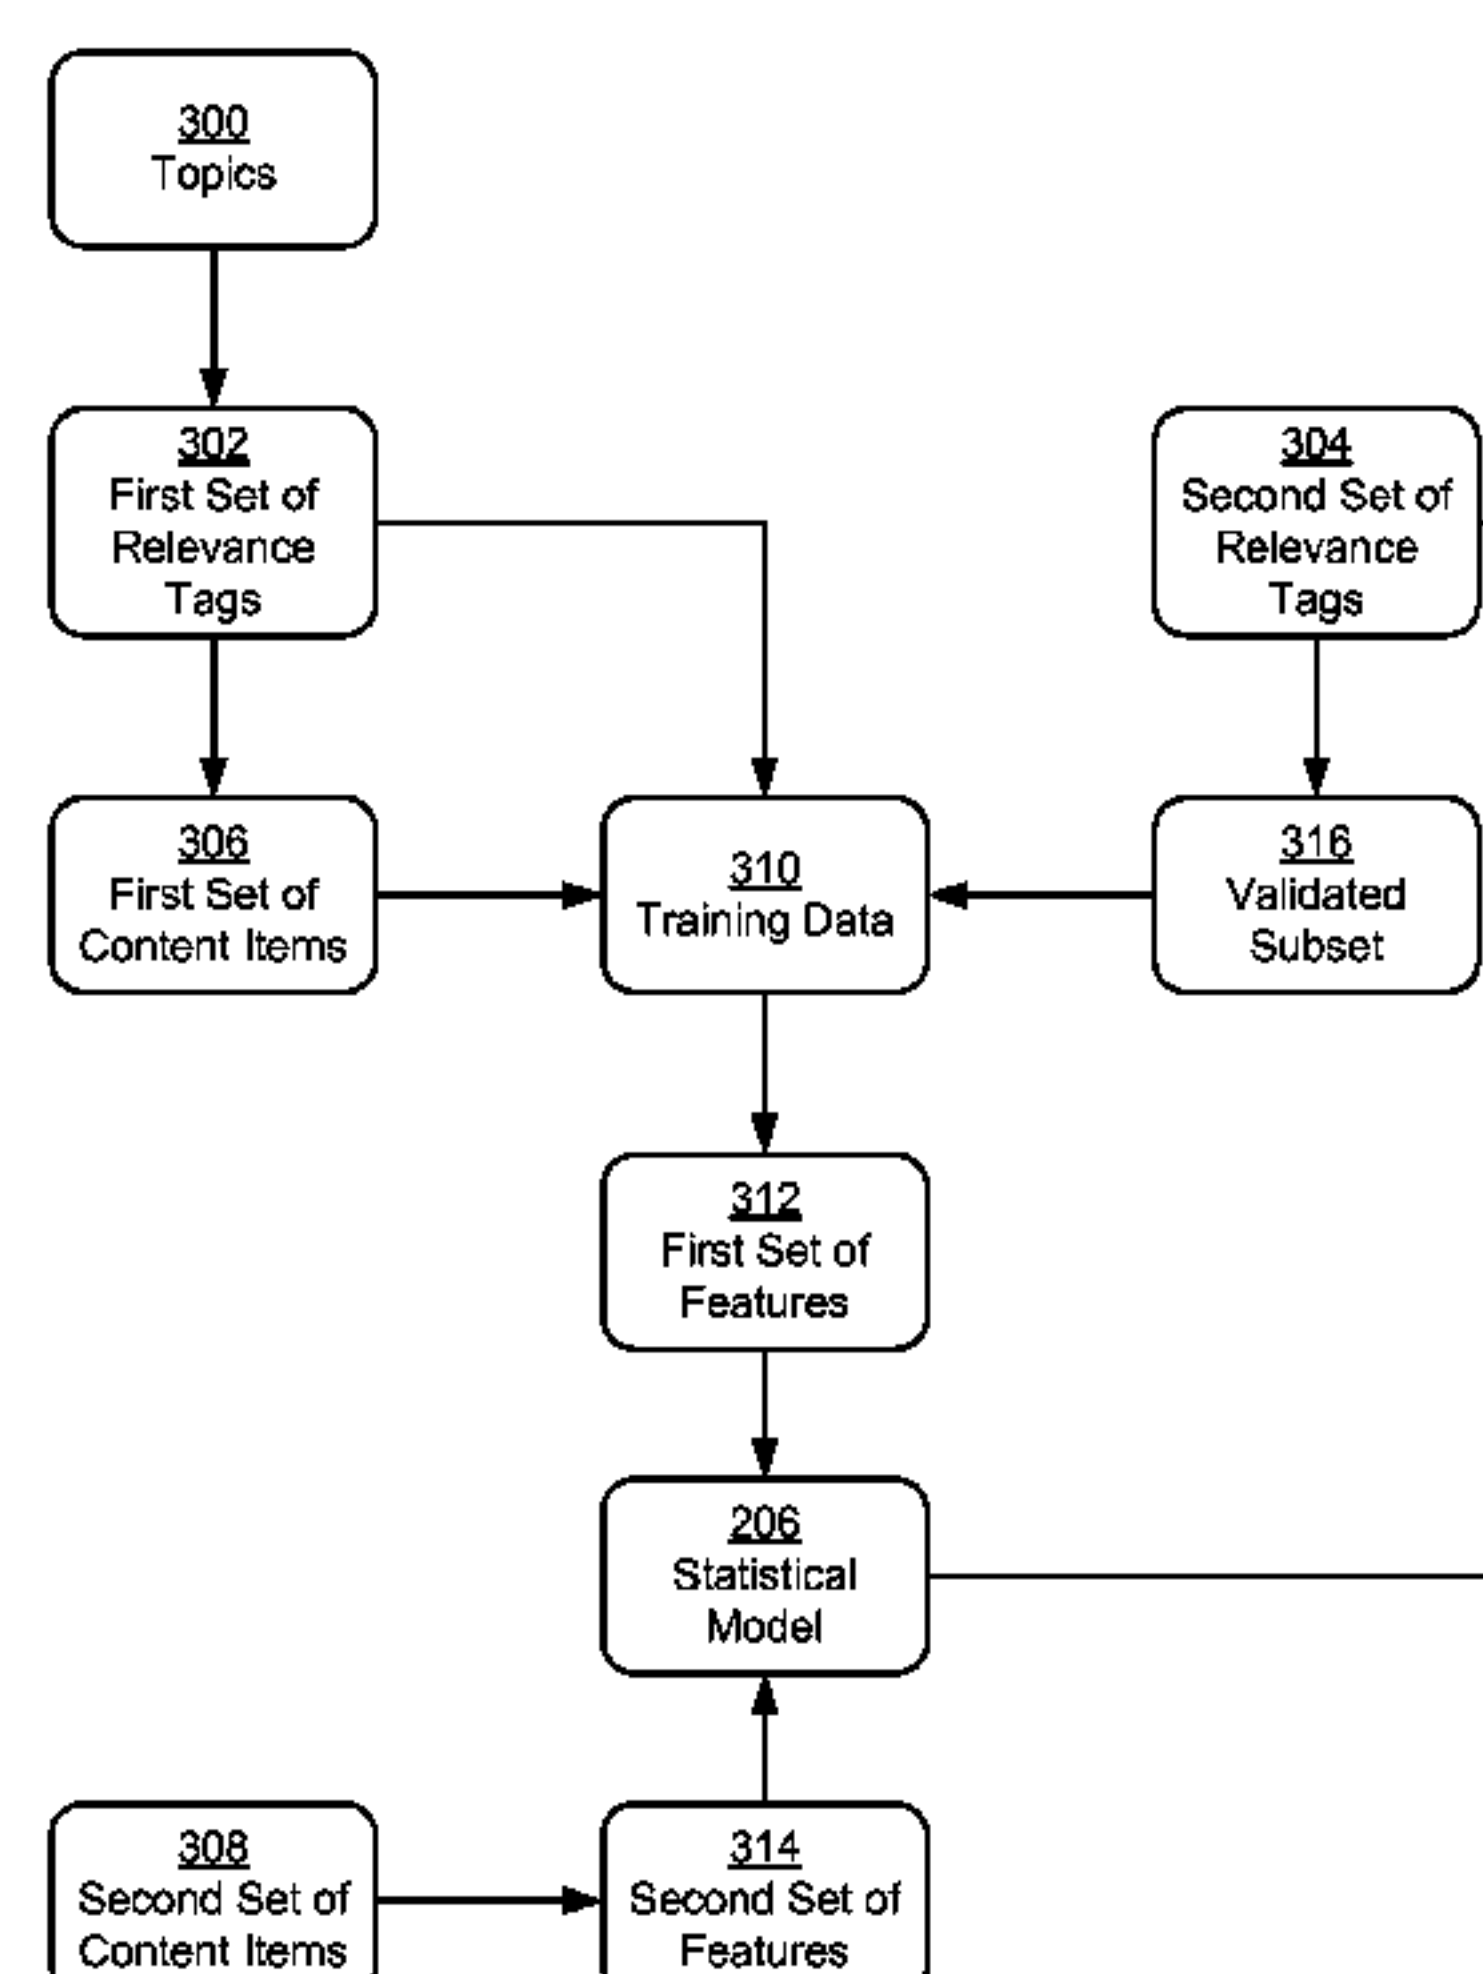 300
Topics
302
First Set of
Relevance
Tags
304
Second Set of
Relevance
Tags
306
First Set of
Content Items
310
Training Data
316
Validated
Subset
312
First Set of
Features
206
Statistical
Model
308
Second Set of
Content Items
314
Second Set of
Features